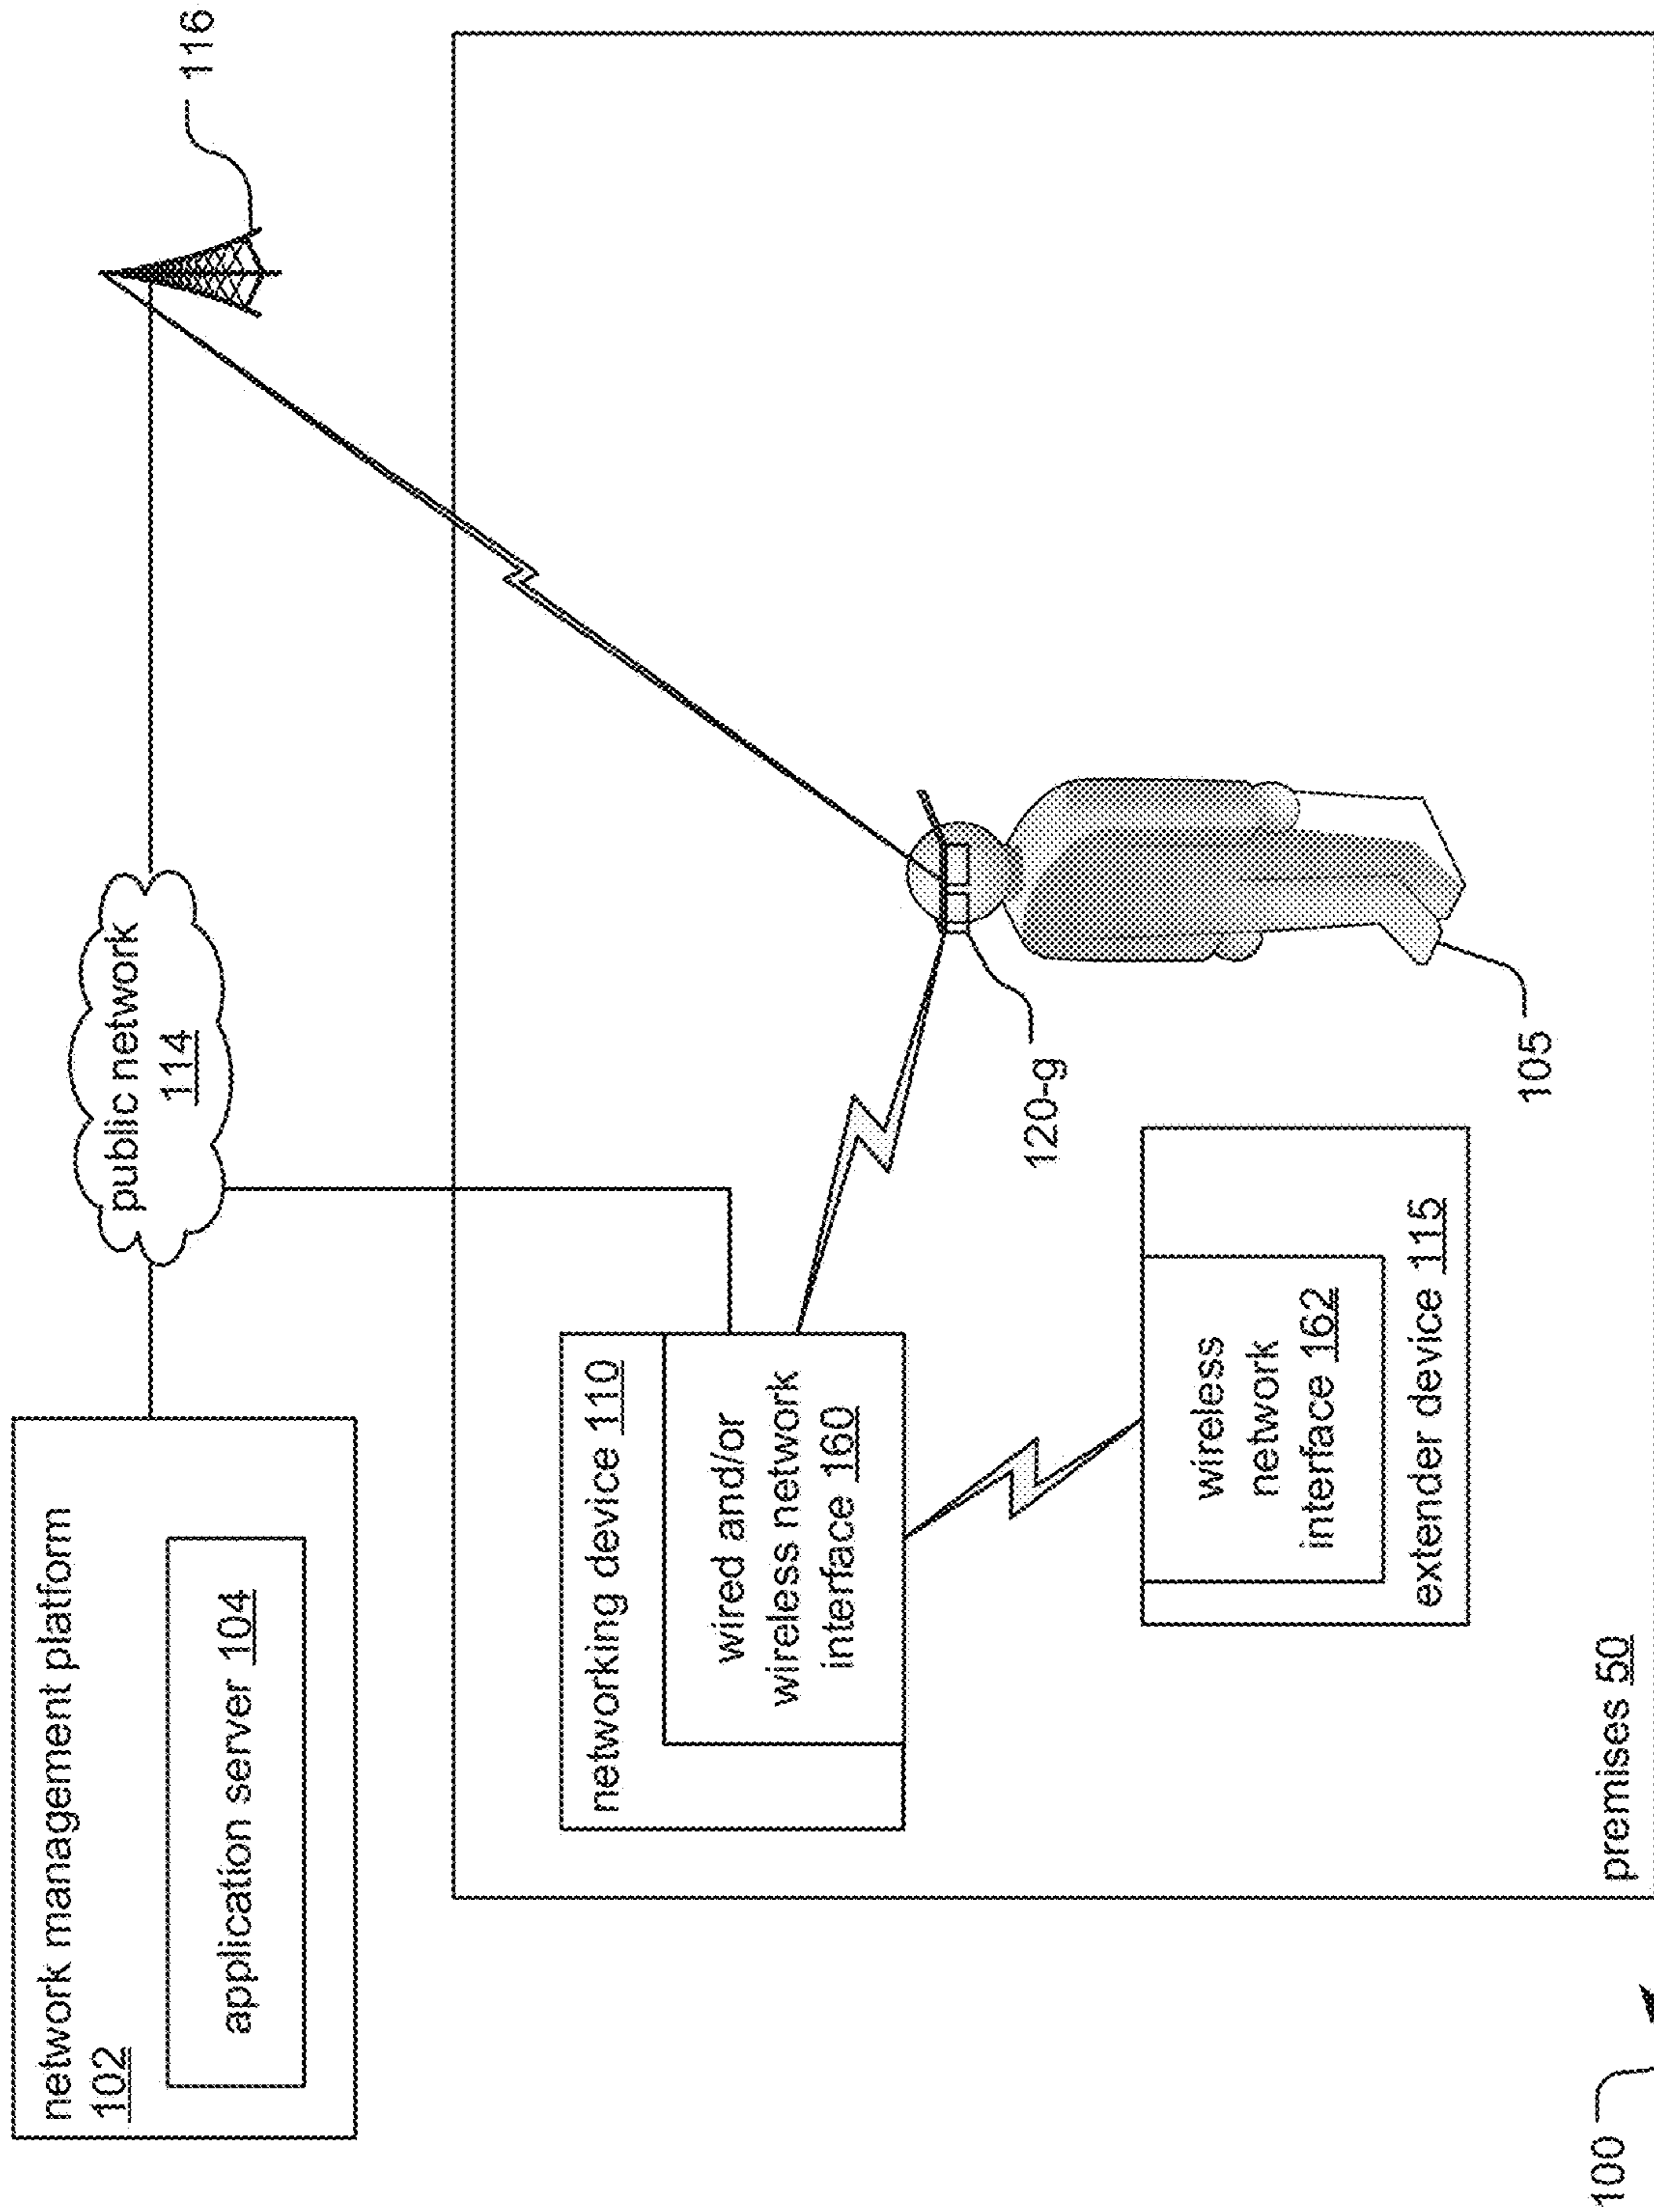 network management platform
102
application server 104
public network
114
116
networking device 110
wired and/or
wireless network
interface 160
120-g
105
wireless
network
interface 162
extender device 115
premises 50
100